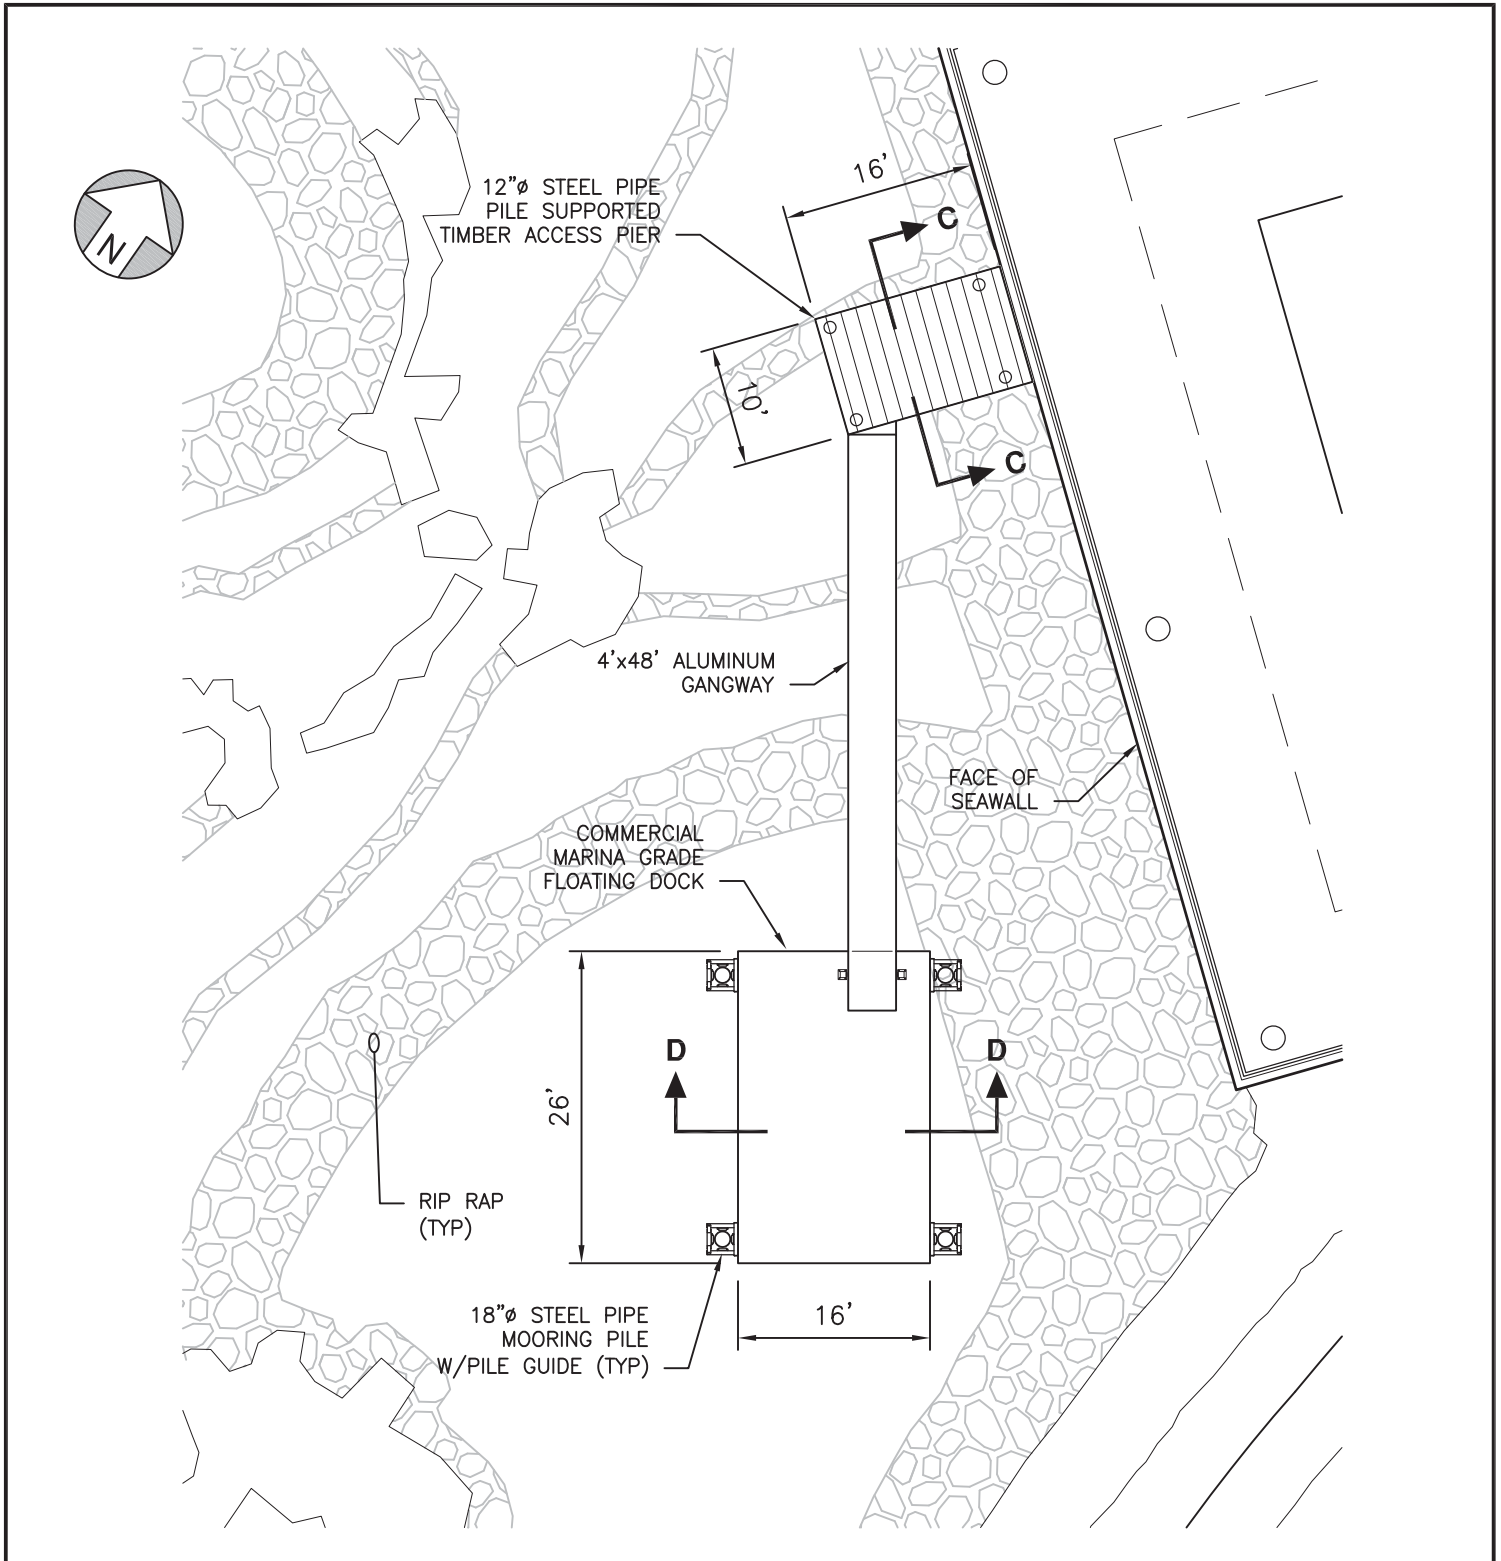 16'
12"ø STEEL PIPE
PILE SUPPORTED
TIMBER ACCESS PIER
C
N
10'
C
4'x48' ALUMINUM
GANGWAY
FACE OF
SEAWALL
COMMERCIAL
MARINA GRADE
FLOATING DOCK
D
D
26'
RIP RAP
(TYP)
18"ø STEEL PIPE
MOORING PILE
W/PILE GUIDE (TYP)
16'